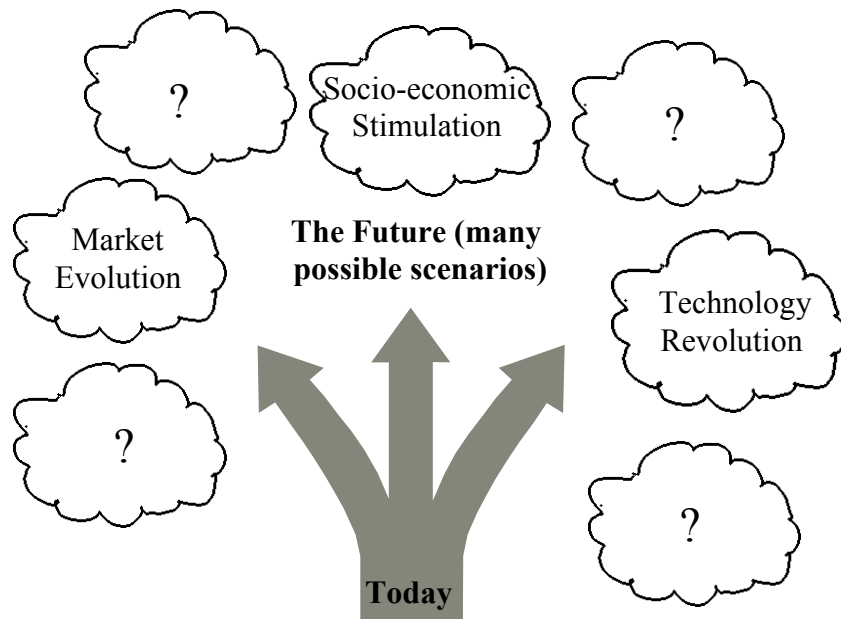 ?
Socio-economic
Stimulation
?
Market
Evolution
The Future (many
possible scenarios)
Technology
Revolution
?
?
Today